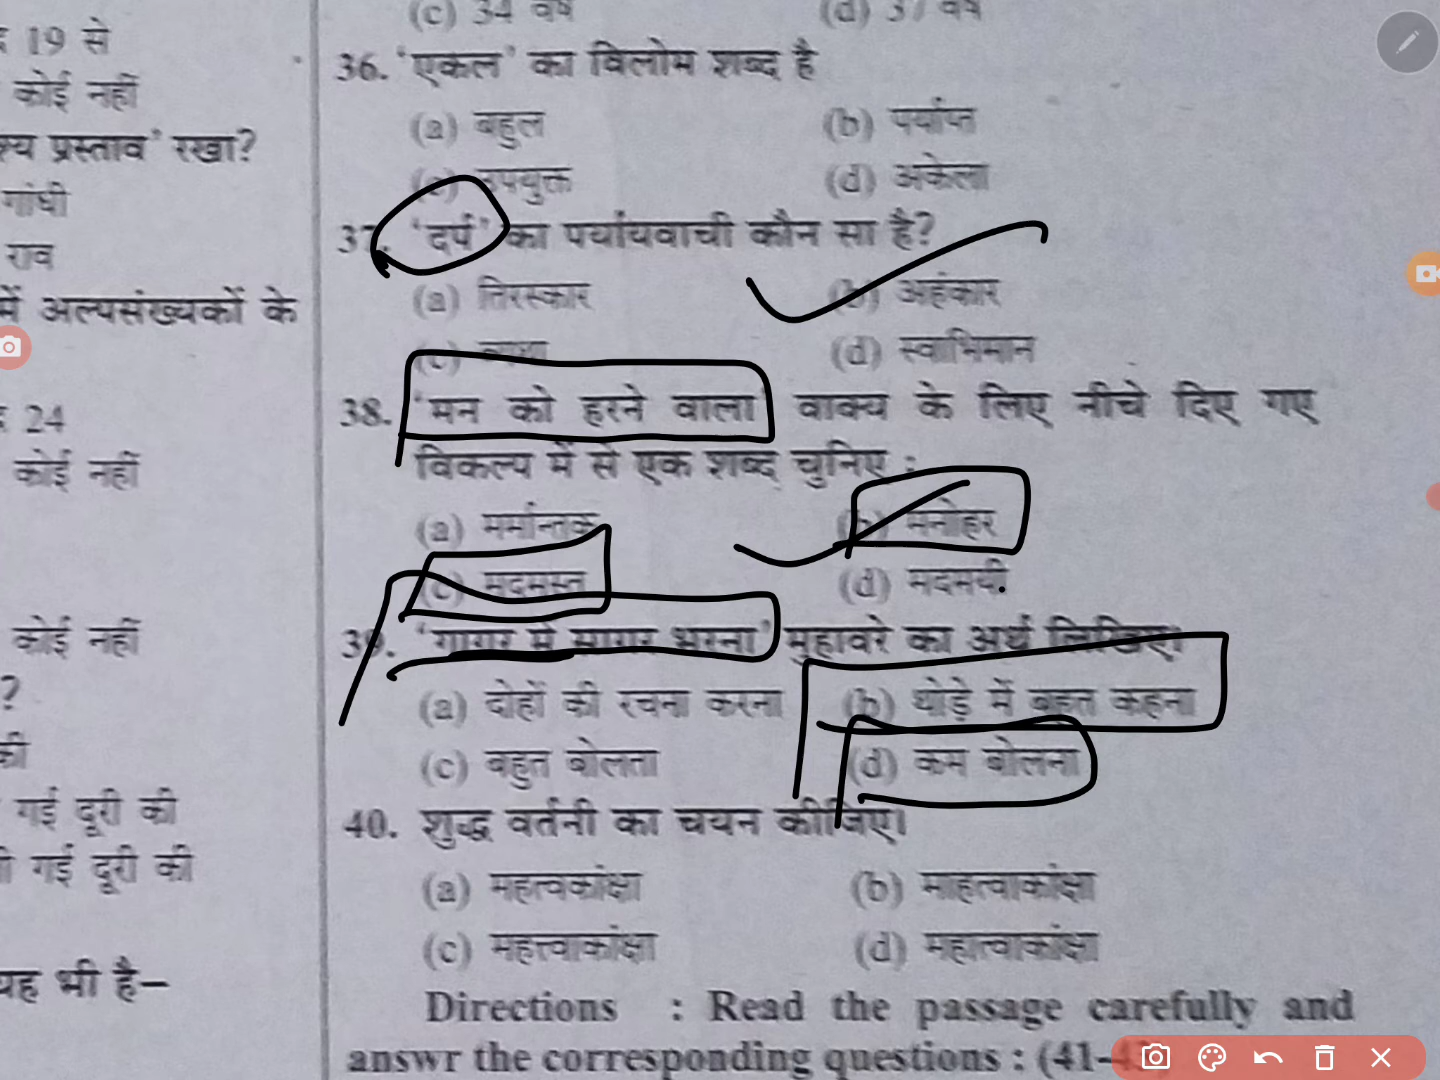 द 19 से
कोई नहीं
श्य प्रस्ताव' रखा?
गांधी
राव
में अल्पसंख्यकों के
द 24
कोई नहीं
कोई नहीं
?
की
गई दूरी की
ी गई दूरी की
यह भी है–
(c) 34 वर्ष (d) 37 वर्ष
36. 'एकल' का विलोम शब्द है
(a) बहुल (b) पर्याप्त
(c) उपयुक्त (d) अकेला
37. 'दर्प' का पर्यायवाची कौन सा है?
(a) तिरस्कार (b) अहंकार
(c) (d) स्वाभिमान
38. 'मन को हरने वाला' वाक्य के लिए नीचे दिए गए
विकल्प में से एक शब्द चुनिए :
(a) मर्मान्तक (b) मनोहर
(c) मदमस्त (d) मदमयी
39. 'गागर में सागर भरना' मुहावरे का अर्थ लिखिए।
(a) दोहों की रचना करना (b) थोड़े में बहुत कहना
(c) बहुत बोलता (d) कम बोलना
40. शुद्ध वर्तनी का चयन कीजिए।
(a) महत्वकांक्षा (b) माहत्वाकांक्षा
(c) महत्त्वाकांक्षा (d) महात्वाकांक्षा
Directions : Read the passage carefully and
answr the corresponding questions : (41-4